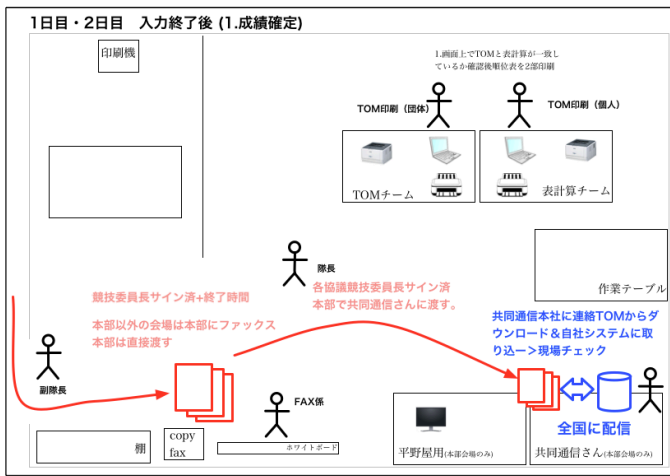 1日目・2日目　入力終了後 (1.成績確定)
印刷機
1.画面上でTOMと表計算が一致し
ているか確認後順位表を2部印刷
TOM印刷（団体）
TOM印刷（個人）
TOMチーム
表計算チーム
隊長
作業テーブル
競技委員長サイン済+終了時間
本部以外の会場は本部にファックス
本部は直接渡す
各協議競技委員長サイン済
本部で共同通信さんに渡す。
共同通信本社に連絡TOMからダ
ウンロード＆自社システムに取
り込ー＞現場チェック
副隊長
FAX係
全国に配信
棚
copy
fax
ホワイトボード
平野屋用(本部会場のみ)
共同通信さん(本部会場のみ)